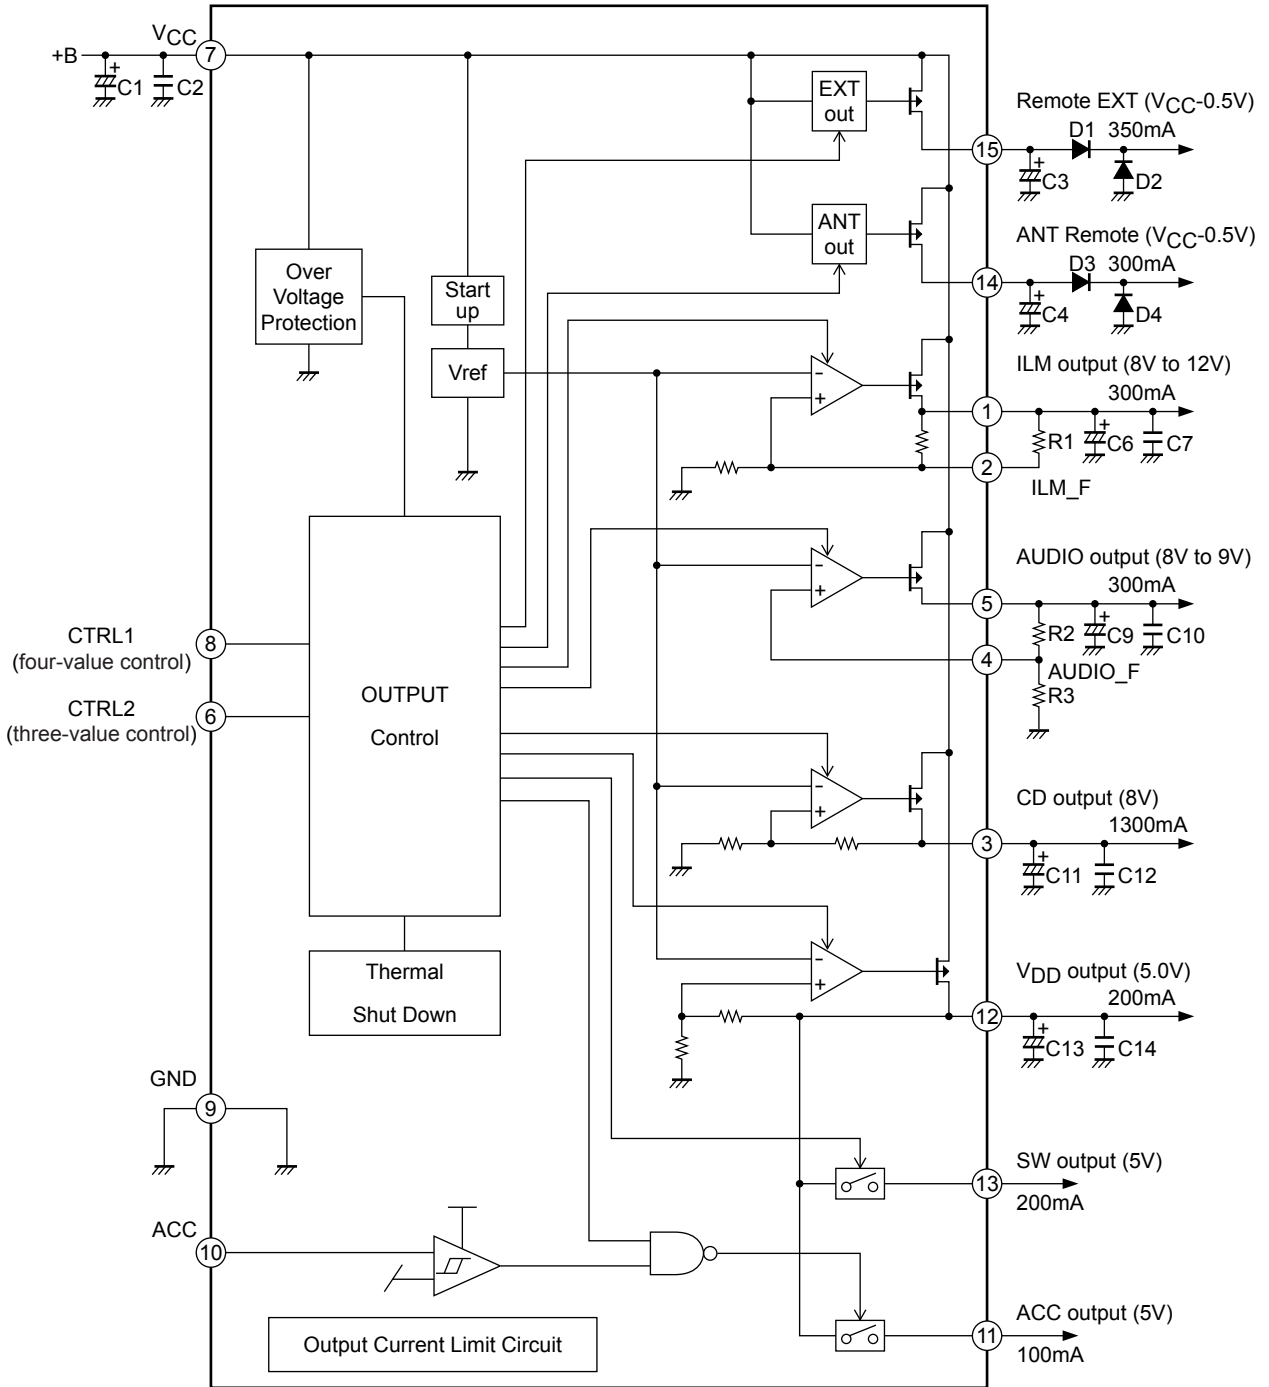 VCC
+B
7
C1
C2
+
EXT
out
Remote EXT (VCC-0.5V)
D1 350mA
15
+
C3
D2
ANT
out
ANT Remote (VCC-0.5V)
D3 300mA
14
+
C4
D4
Over
Voltage
Protection
Start
up
Vref
-
+
ILM output (8V to 12V)
300mA
1
R1
+
C6
C7
2
ILM_F
-
+
AUDIO output (8V to 9V)
300mA
5
R2
+
C9
C10
4
AUDIO_F
R3
CTRL1
(four-value control)
8
CTRL2
(three-value control)
6
OUTPUT
Control
-
+
CD output (8V)
1300mA
3
+
C11
C12
Thermal
Shut Down
-
+
VDD output (5.0V)
200mA
12
+
C13
C14
GND
9
SW output (5V)
13
200mA
ACC
10
ACC output (5V)
11
100mA
Output Current Limit Circuit